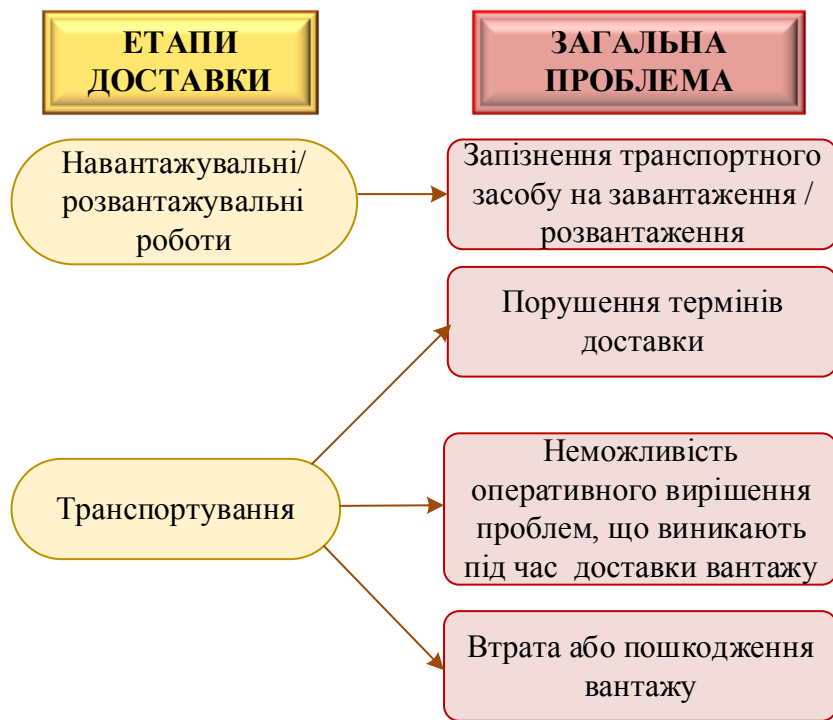 ЕТАПИ
ДОСТАВКИ
ЗАГАЛЬНА
ПРОБЛЕМА
Навантажувальні/
розвантажувальні
роботи
Запізнення транспортного
засобу на завантаження /
розвантаження
Порушення термінів
доставки
Транспортування
Неможливість
оперативного вирішення
проблем, що виникають
під час доставки вантажу
Втрата або пошкодження
вантажу